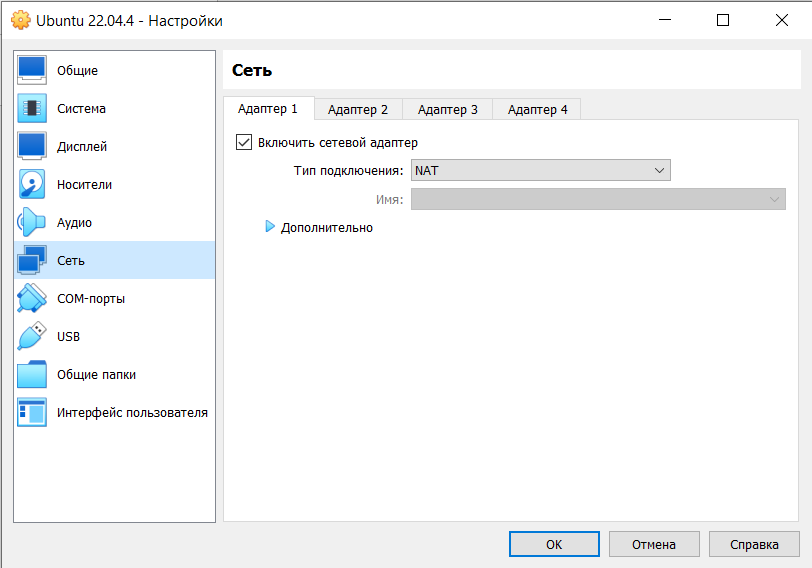 Ubuntu 22.04.4 - Настройки
Общие
Система
Дисплей
Носители
Аудио
Сеть
COM-порты
USB
Общие папки
Интерфейс пользователя
Сеть
Адаптер 1 Адаптер 2 Адаптер 3 Адаптер 4
Включить сетевой адаптер
Тип подключения: NAT
Имя:
Дополнительно
OK Отмена Справка